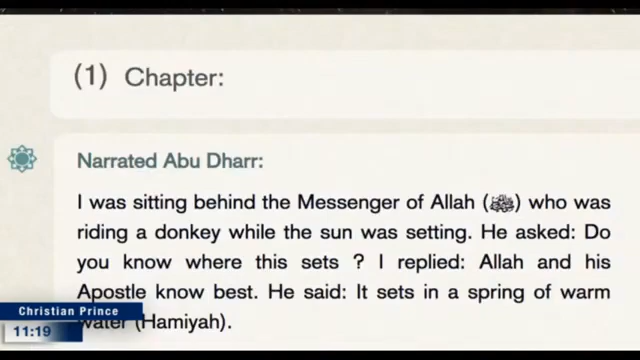 (1) Chapter:
Narrated Abu Dharr:
I was sitting behind the Messenger of Allah (ﷺ) who was
riding a donkey while the sun was setting. He asked: Do
you know where this sets ? I replied: Allah and his
Apostle know best. He said: It sets in a spring of warm
water (Hamiyah).
Christian Prince
11:19